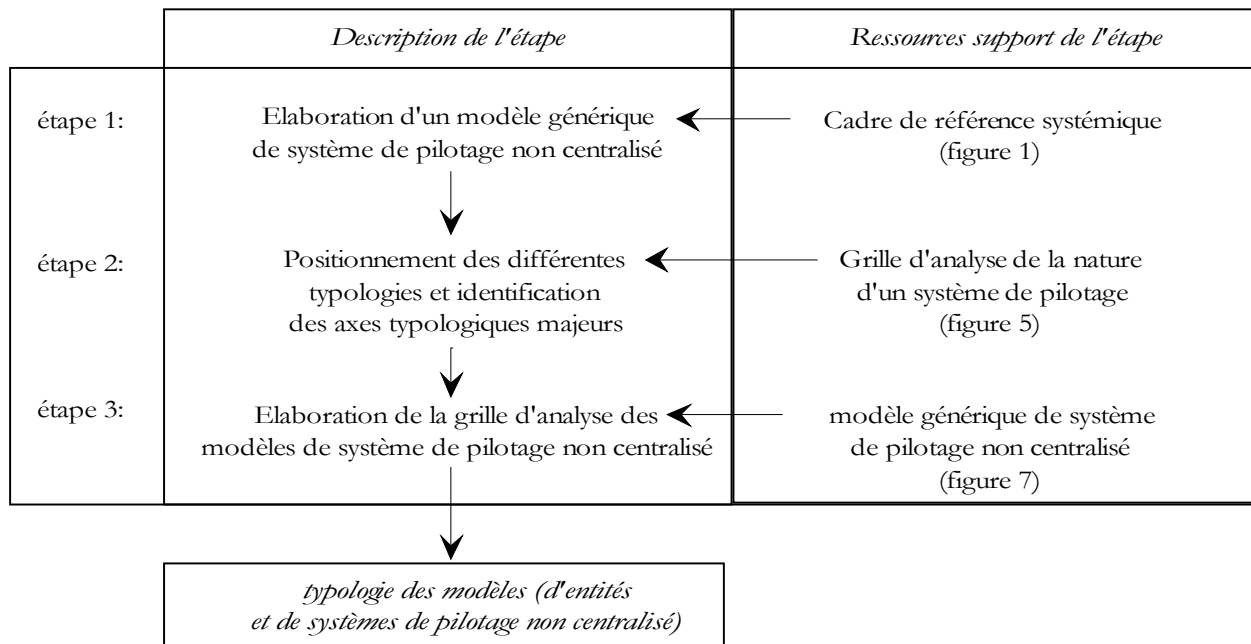 Description de l'étape
Ressources support de l'étape
étape 1:
Elaboration d'un modèle générique
de système de pilotage non centralisé
Cadre de référence systémique
(figure 1)
étape 2:
Positionnement des différentes
typologies et identification
des axes typologiques majeurs
Grille d'analyse de la nature
d'un système de pilotage
(figure 5)
étape 3:
Elaboration de la grille d'analyse des
modèles de système de pilotage non centralisé
modèle générique de système
de pilotage non centralisé
(figure 7)
typologie des modèles (d'entités
et de systèmes de pilotage non centralisé)